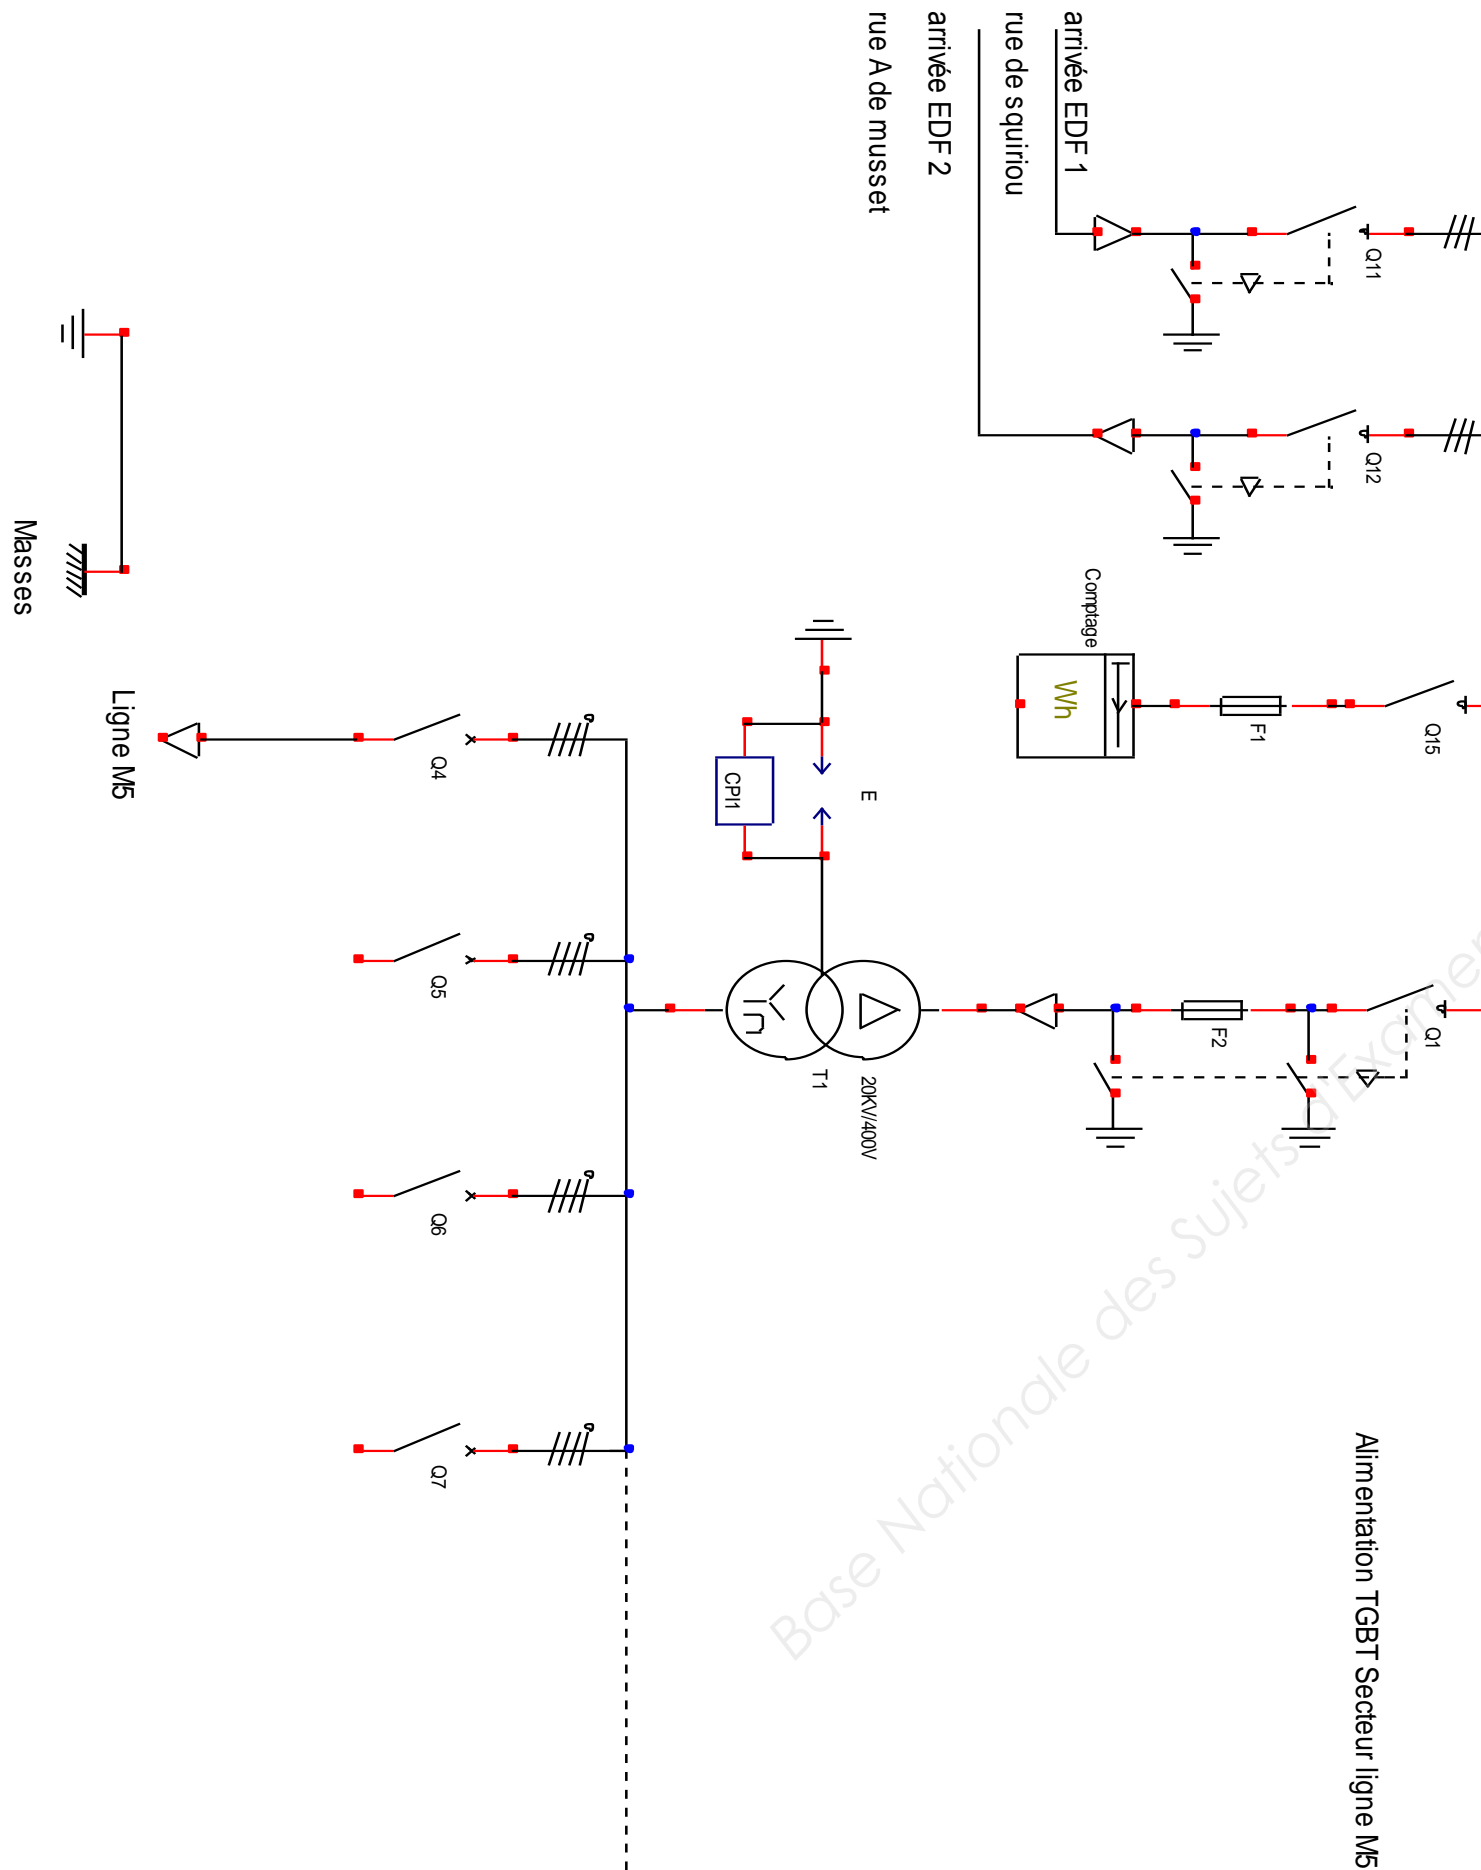 Alimentation TGBT Secteur ligne M5
arrivée EDF 1
rue de squiriou
arrivée EDF 2
rue A de musset
Q11
Q12
Q15
Q1
F1
F2
Comptage
Wh
20KV/400V
T1
E
CPI1
Q4
Q5
Q6
Q7
Ligne M5
Masses
Base Nationale des Sujets d'Examen